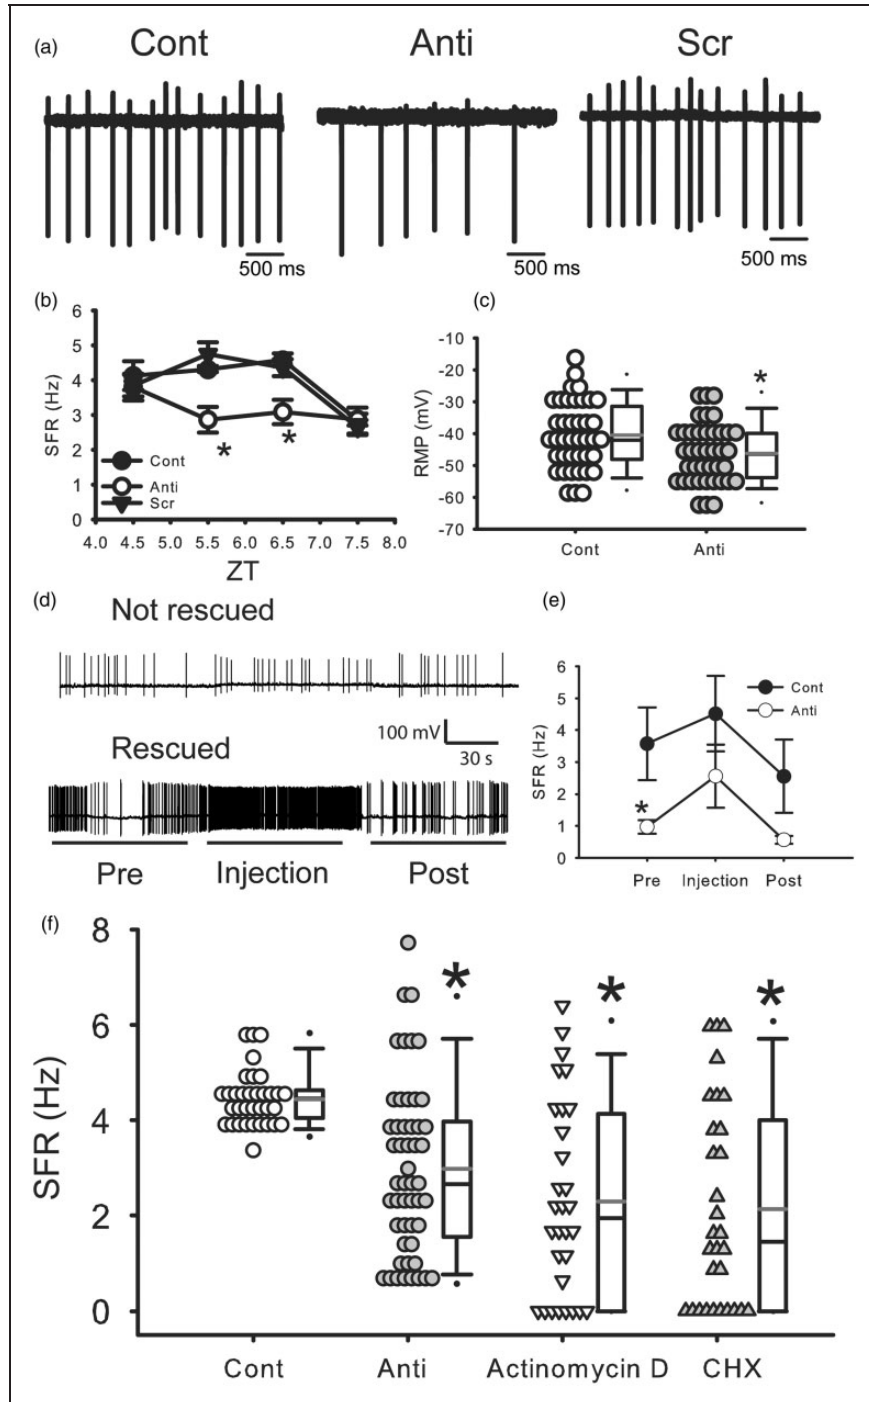 (a)
Cont Anti Scr
500 ms 500 ms 500 ms
(b)
6
5
4
3
2
1
0
SFR (Hz)
* *
Cont
Anti
Scr
4.0 4.5 5.0 5.5 6.0 6.5 7.0 7.5 8.0
ZT
(c)
-10
-20
-30
-40
-50
-60
-70
RMP (mV)
*
Cont Anti
(d)
Not rescued
100 mV
30 s
Rescued
Pre Injection Post
(e)
6
5
4
3
2
1
0
SFR (Hz)
Cont
Anti
*
Pre Injection Post
(f)
8
6
4
2
0
SFR (Hz)
* * *
Cont Anti Actinomycin D CHX